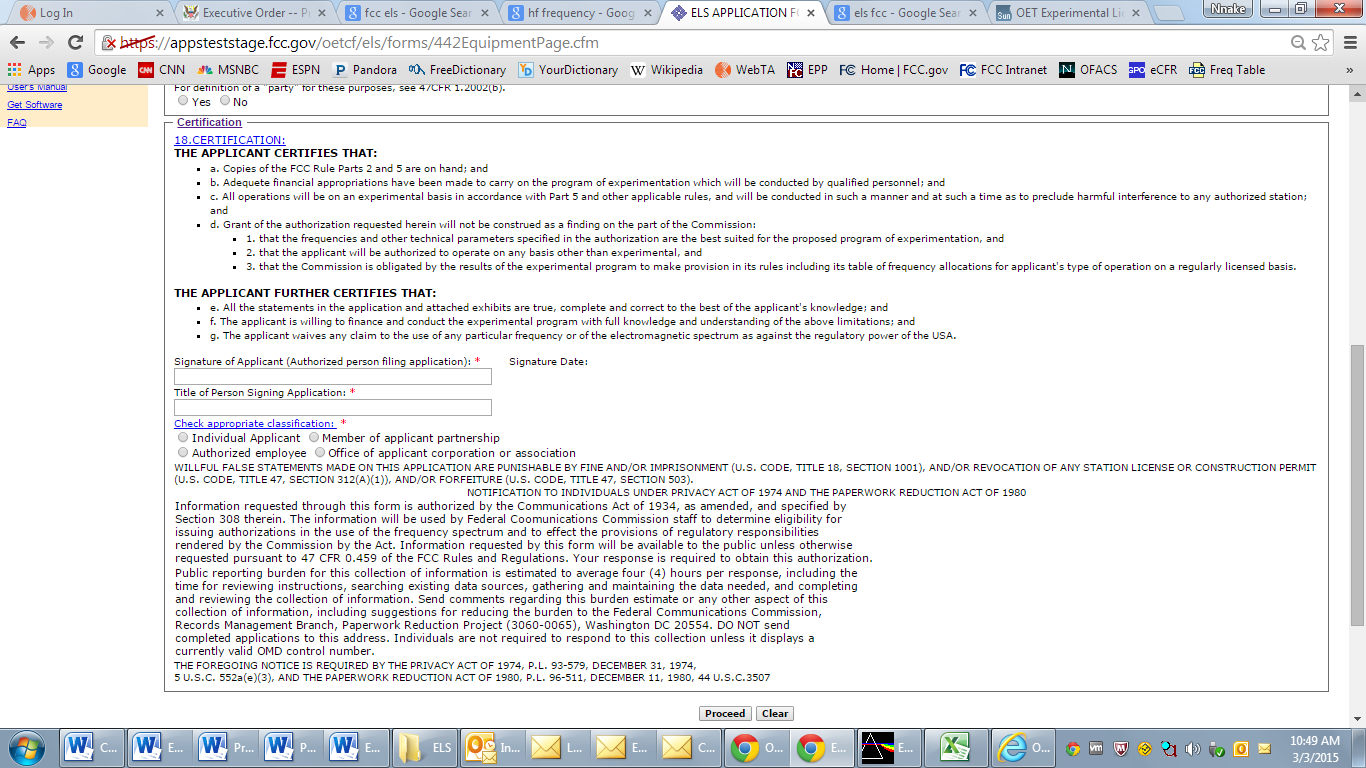 Log In
Executive Order -- P
fcc els - Google Sear
hf frequency - Goog
ELS APPLICATION FO
els fcc - Google Sear
OET Experimental Li
Nnake
https://appsteststage.fcc.gov/oetcf/els/forms/442EquipmentPage.cfm
Apps
Google
CNN
MSNBC
ESPN
Pandora
FreeDictionary
YourDictionary
Wikipedia
WebTA
EPP
Home | FCC.gov
FCC Intranet
OFACS
eCFR
Freq Table
»
User's Manual
Get Software
FAQ
For definition of a "party" for these purposes, see 47CFR 1.2002(b).
Yes No
Certification
18.CERTIFICATION:
THE APPLICANT CERTIFIES THAT:
a. Copies of the FCC Rule Parts 2 and 5 are on hand; and
b. Adequete financial appropriations have been made to carry on the program of experimentation which will be conducted by qualified personnel; and
c. All operations will be on an experimental basis in accordance with Part 5 and other applicable rules, and will be conducted in such a manner and at such a time as to preclude harmful interference to any authorized station;
and
d. Grant of the authorization requested herein will not be construed as a finding on the part of the Commission:
1. that the frequencies and other technical parameters specified in the authorization are the best suited for the proposed program of experimentation, and
2. that the applicant will be authorized to operate on any basis other than experimental, and
3. that the Commission is obligated by the results of the experimental program to make provision in its rules including its table of frequency allocations for applicant's type of operation on a regularly licensed basis.
THE APPLICANT FURTHER CERTIFIES THAT:
e. All the statements in the application and attached exhibits are true, complete and correct to the best of the applicant's knowledge; and
f. The applicant is willing to finance and conduct the experimental program with full knowledge and understanding of the above limitations; and
g. The applicant waives any claim to the use of any particular frequency or of the electromagnetic spectrum as against the regulatory power of the USA.
Signature of Applicant (Authorized person filing application): * Signature Date:
Title of Person Signing Application: *
Check appropriate classification: *
Individual Applicant Member of applicant partnership
Authorized employee Office of applicant corporation or association
WILLFUL FALSE STATEMENTS MADE ON THIS APPLICATION ARE PUNISHABLE BY FINE AND/OR IMPRISONMENT (U.S. CODE, TITLE 18, SECTION 1001), AND/OR REVOCATION OF ANY STATION LICENSE OR CONSTRUCTION PERMIT
(U.S. CODE, TITLE 47, SECTION 312(A)(1)), AND/OR FORFEITURE (U.S. CODE, TITLE 47, SECTION 503).
NOTIFICATION TO INDIVIDUALS UNDER PRIVACY ACT OF 1974 AND THE PAPERWORK REDUCTION ACT OF 1980
Information requested through this form is authorized by the Communications Act of 1934, as amended, and specified by
Section 308 therein. The information will be used by Federal Coomunications Commission staff to determine eligibility for
issuing authorizations in the use of the frequency spectrum and to effect the provisions of regulatory responsibilities
rendered by the Commission by the Act. Information requested by this form will be available to the public unless otherwise
requested pursuant to 47 CFR 0.459 of the FCC Rules and Regulations. Your response is required to obtain this authorization.
Public reporting burden for this collection of information is estimated to average four (4) hours per response, including the
time for reviewing instructions, searching existing data sources, gathering and maintaining the data needed, and completing
and reviewing the collection of information. Send comments regarding this burden estimate or any other aspect of this
collection of information, including suggestions for reducing the burden to the Federal Communications Commission,
Records Management Branch, Paperwork Reduction Project (3060-0065), Washington DC 20554. DO NOT send
completed applications to this address. Individuals are not required to respond to this collection unless it displays a
currently valid OMD control number.
THE FOREGOING NOTICE IS REQUIRED BY THE PRIVACY ACT OF 1974, P.L. 93-579, DECEMBER 31, 1974,
5 U.S.C. 552a(e)(3), AND THE PAPERWORK REDUCTION ACT OF 1980, P.L. 96-511, DECEMBER 11, 1980, 44 U.S.C.3507
Proceed Clear
C...
E...
Pr...
P...
E...
ELS
In...
L...
E...
C...
O...
E...
E...
O...
10:49 AM
3/3/2015